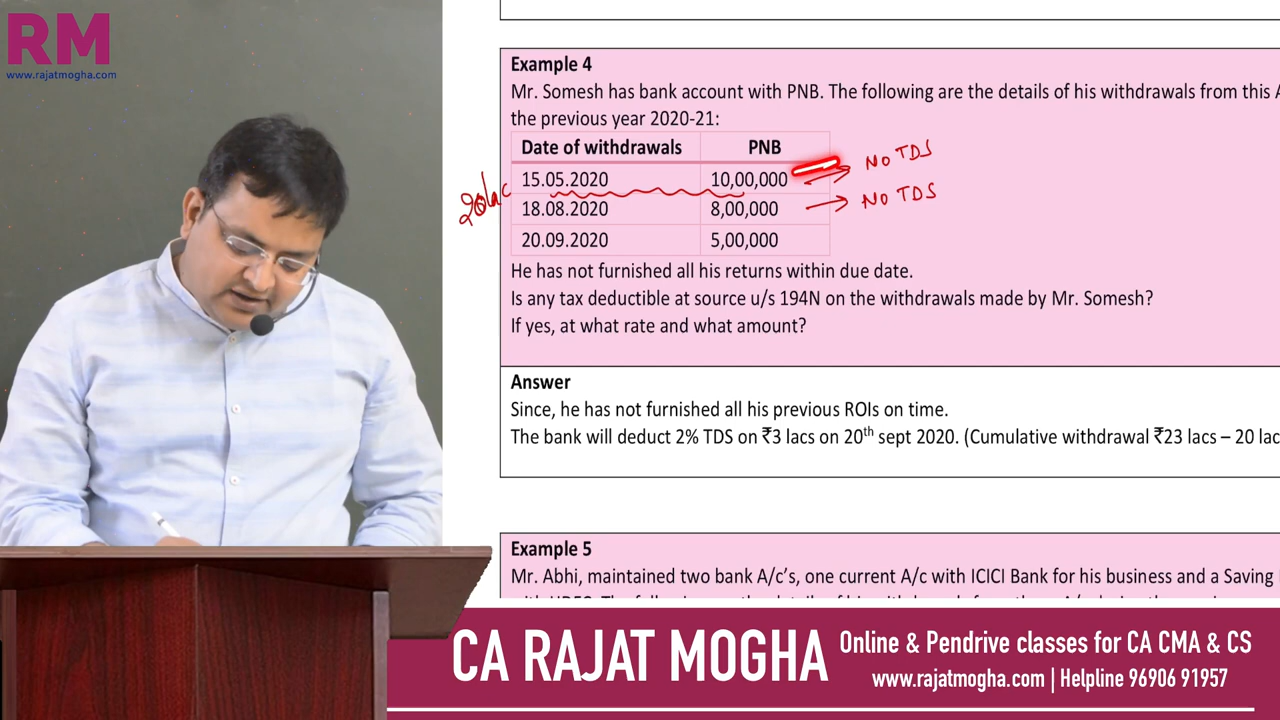 RM
www.rajatmogha.com
Example 4
Mr. Somesh has bank account with PNB. The following are the details of his withdrawals from this A
the previous year 2020-21:
Date of withdrawals PNB
15.05.2020 10,00,000 NO TDS
20 lac
18.08.2020 8,00,000 NO TDS
20.09.2020 5,00,000
He has not furnished all his returns within due date.
Is any tax deductible at source u/s 194N on the withdrawals made by Mr. Somesh?
If yes, at what rate and what amount?
Answer
Since, he has not furnished all his previous ROIs on time.
The bank will deduct 2% TDS on ₹3 lacs on 20th sept 2020. (Cumulative withdrawal ₹23 lacs – 20 lac
Example 5
Mr. Abhi, maintained two bank A/c's, one current A/c with ICICI Bank for his business and a Saving
CA RAJAT MOGHA
Online & Pendrive classes for CA CMA & CS
www.rajatmogha.com | Helpline 96906 91957